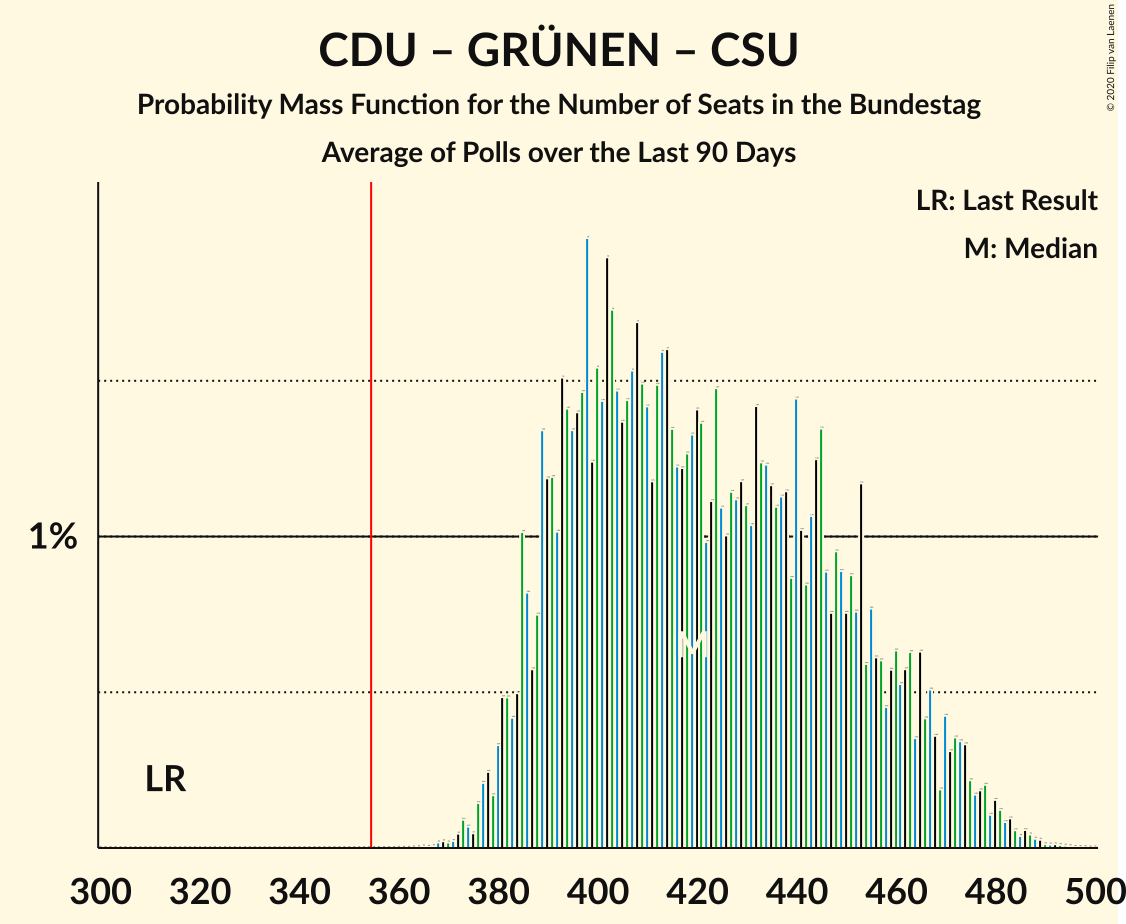 CDU – GRÜNEN – CSU
Probability Mass Function for the Number of Seats in the Bundestag
Average of Polls over the Last 90 Days
© 2020 Filip van Laenen
LR: Last Result
M: Median
1%
M
LR
300 320 340 360 380 400 420 440 460 480 500